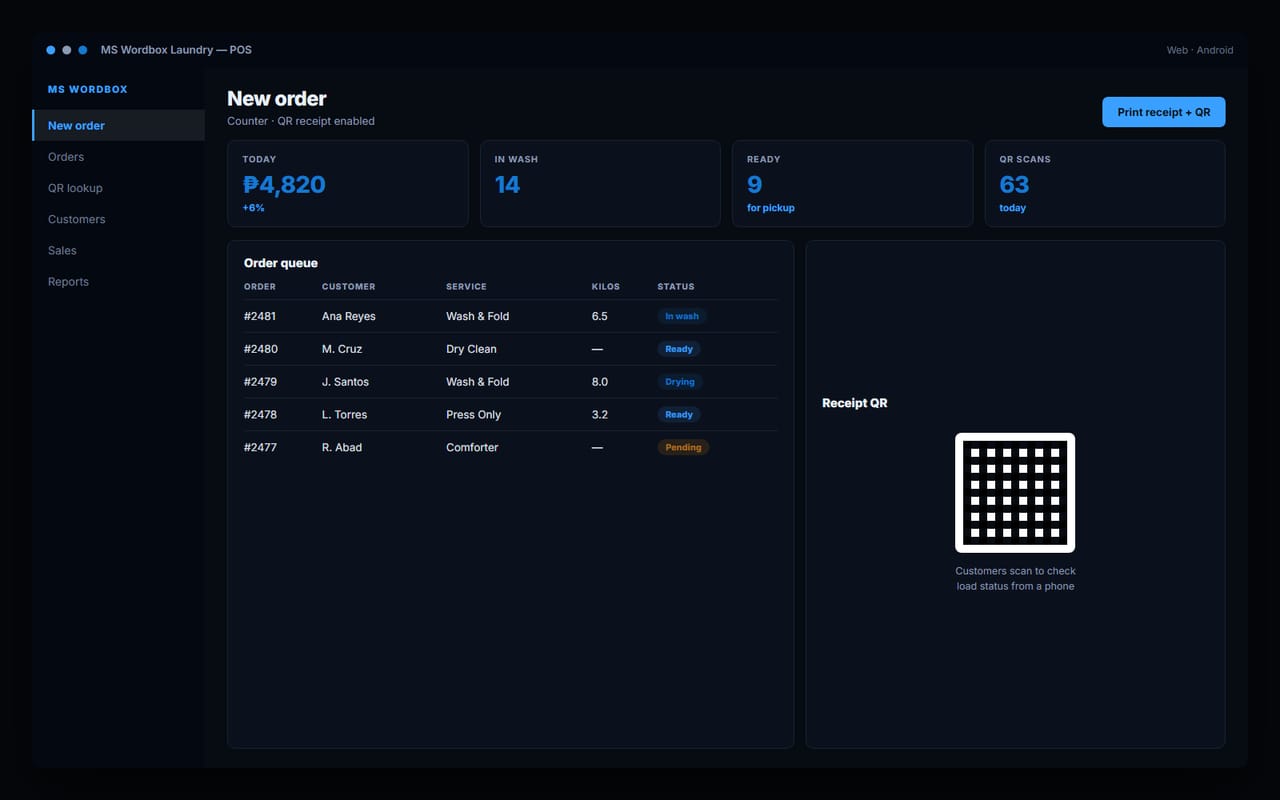 MS Wordbox Laundry — POS
Web · Android
MS WORDBOX
New order
Orders
QR lookup
Customers
Sales
Reports
New order
Counter · QR receipt enabled
Print receipt + QR
TODAY
₱4,820
+6%
IN WASH
14
READY
9
for pickup
QR SCANS
63
today
Order queue
ORDER CUSTOMER SERVICE KILOS STATUS
#2481 Ana Reyes Wash & Fold 6.5 In wash
#2480 M. Cruz Dry Clean — Ready
#2479 J. Santos Wash & Fold 8.0 Drying
#2478 L. Torres Press Only 3.2 Ready
#2477 R. Abad Comforter — Pending
Receipt QR
Customers scan to check
load status from a phone